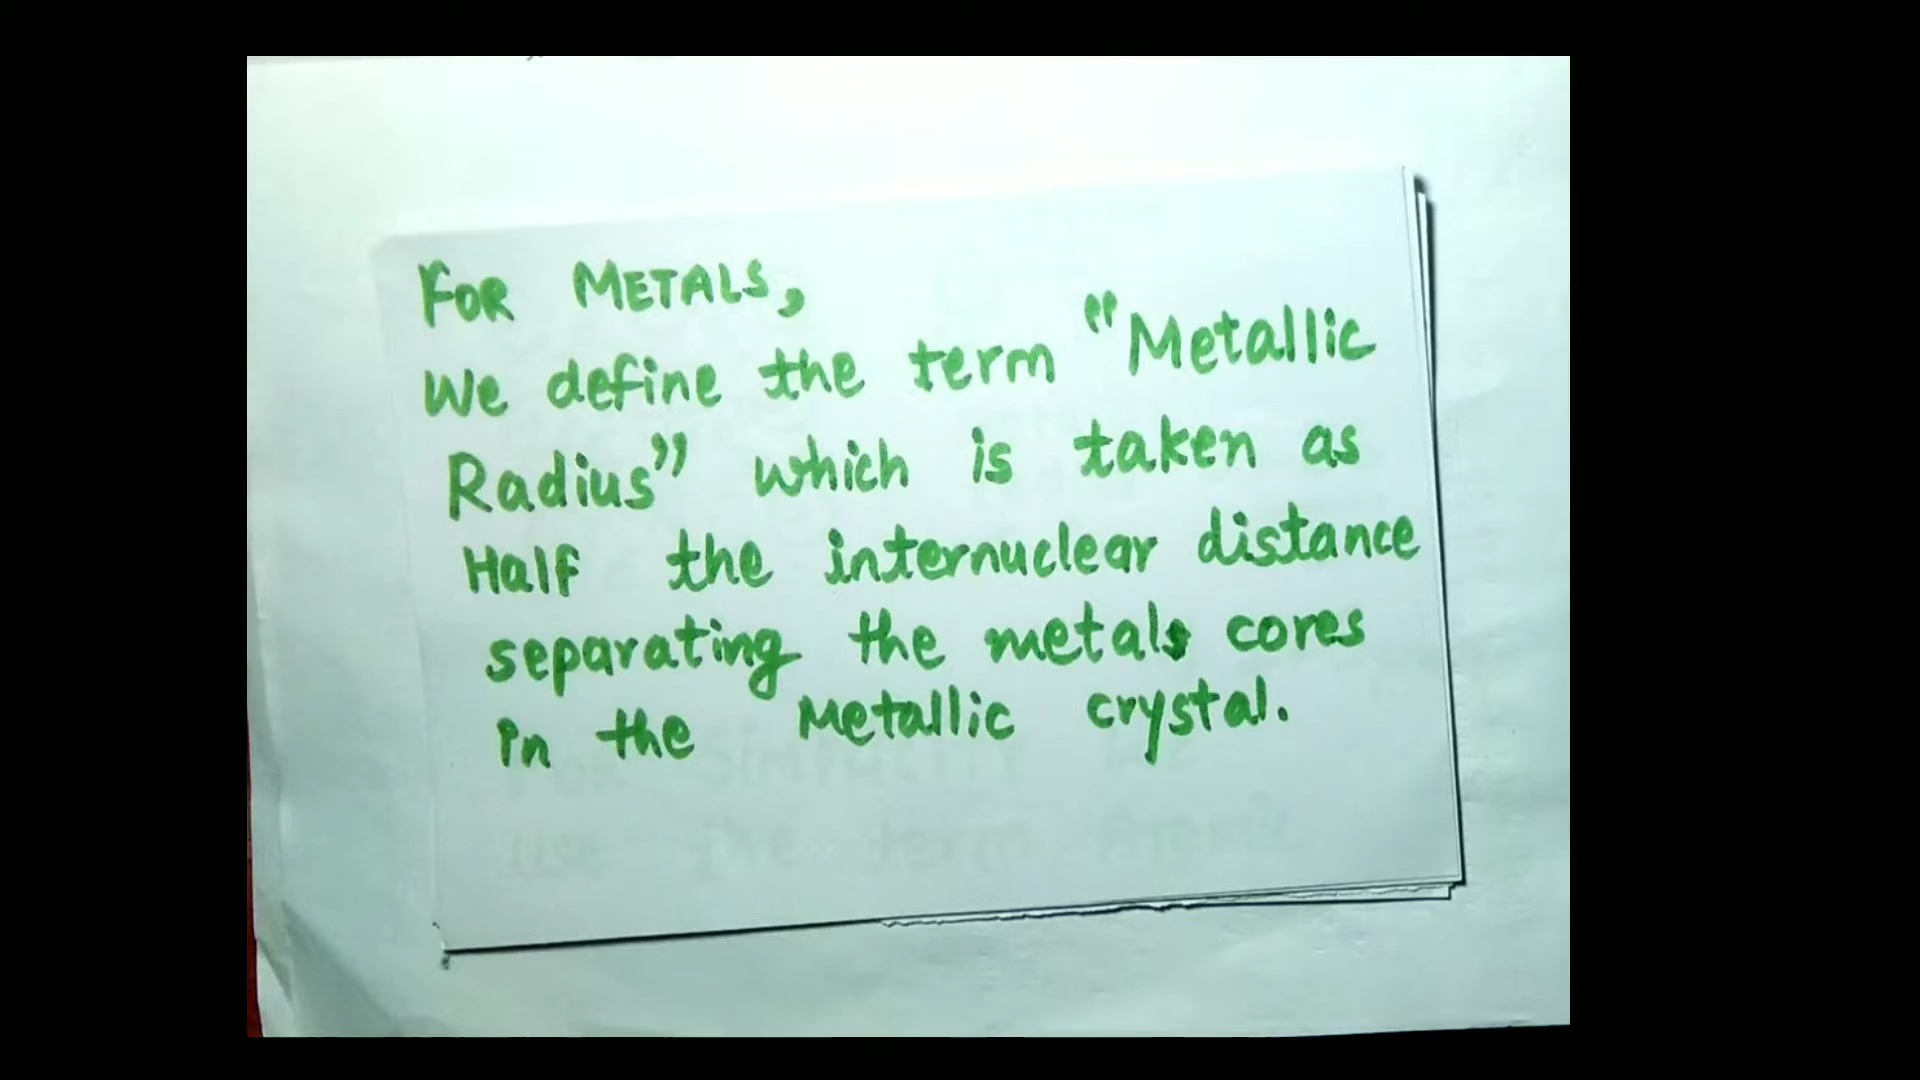 FOR METALS,
We define the term "Metallic
Radius" which is taken as
Half the internuclear distance
separating the metals cores
in the Metallic crystal.